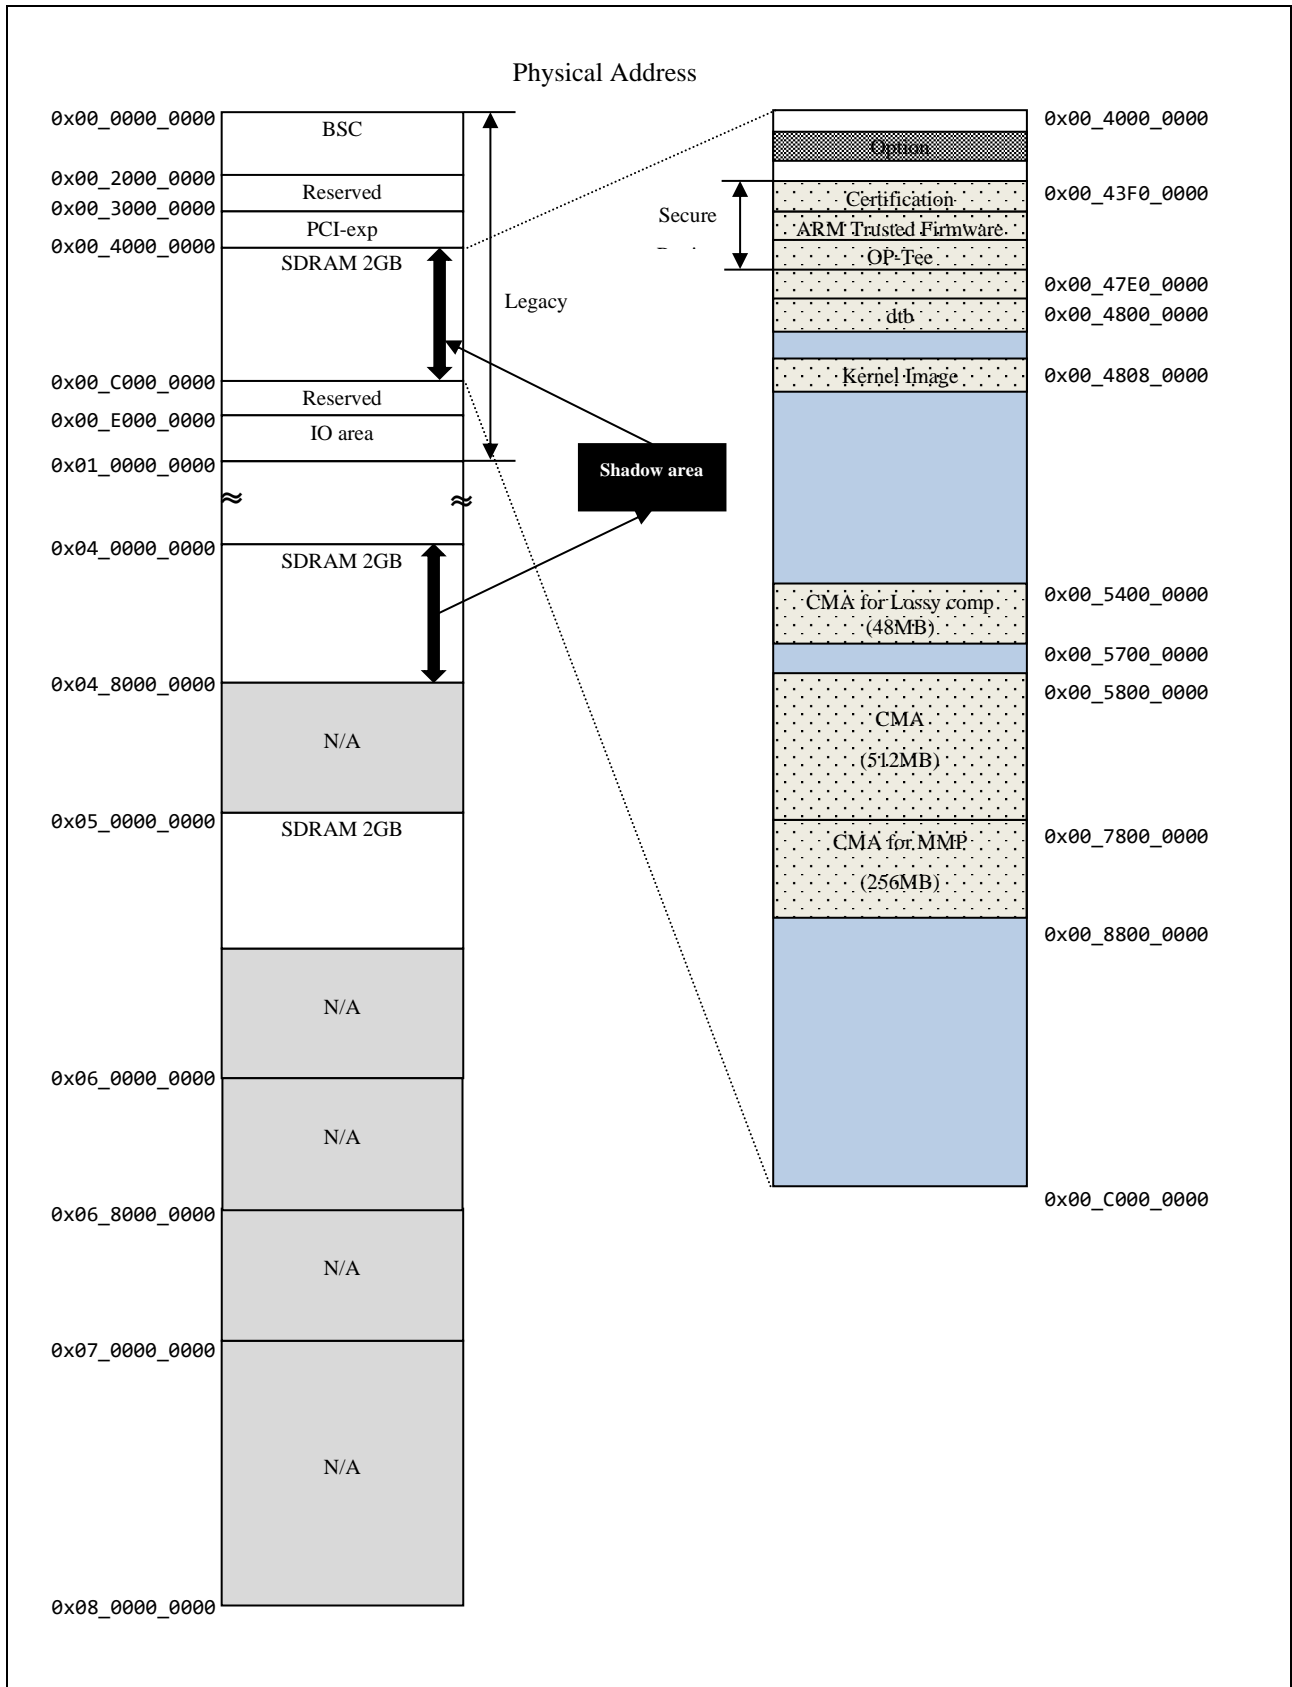 Physical Address
0x00_0000_0000
BSC
0x00_2000_0000
Reserved
0x00_3000_0000
PCI-exp
0x00_4000_0000
SDRAM 2GB
Legacy
0x00_C000_0000
Reserved
0x00_E000_0000
IO area
0x01_0000_0000
≈ ≈
Shadow area
0x04_0000_0000
SDRAM 2GB
0x04_8000_0000
N/A
0x05_0000_0000
SDRAM 2GB
N/A
0x06_0000_0000
N/A
0x06_8000_0000
N/A
0x07_0000_0000
N/A
0x08_0000_0000
0x00_4000_0000
Option
Secure
Certification
0x00_43F0_0000
ARM Trusted Firmware
OP-Tee
0x00_47E0_0000
dtb
0x00_4800_0000
Kernel Image
0x00_4808_0000
CMA for Lossy comp
(48MB)
0x00_5400_0000
0x00_5700_0000
0x00_5800_0000
CMA
(512MB)
0x00_7800_0000
CMA for MMP
(256MB)
0x00_8800_0000
0x00_C000_0000